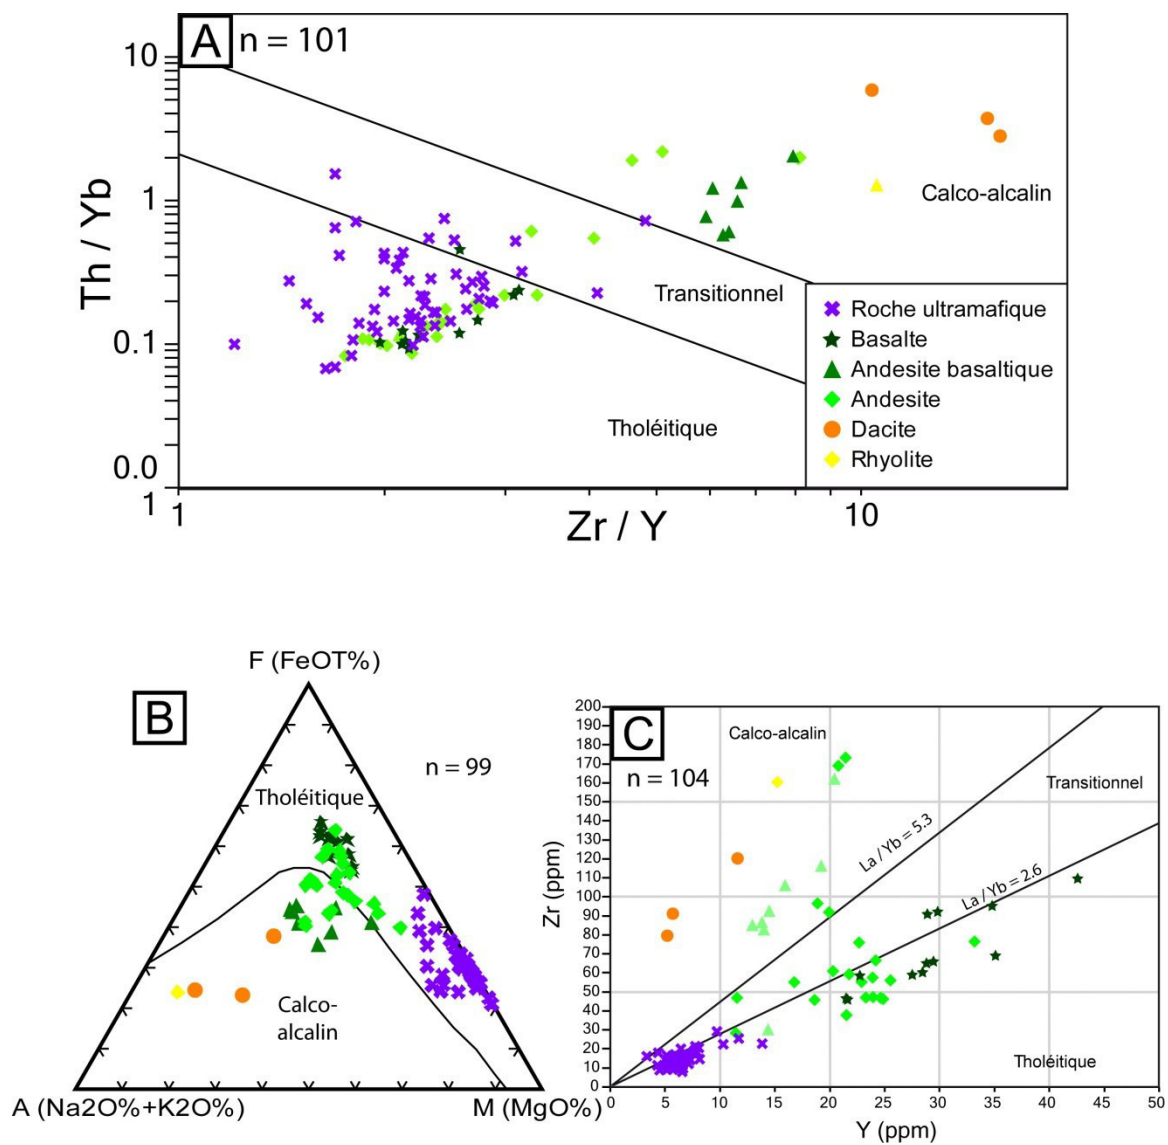 A n = 101
10
1
0.1
0.0
1
Th / Yb
Calco-alcalin
Transitionnel
Tholéitique
Roche ultramafique
Basalte
Andesite basaltique
Andesite
Dacite
Rhyolite
1
10
Zr / Y
F (FeOT%)
B
n = 99
Tholéitique
Calco-
alcalin
A (Na2O%+K2O%)
M (MgO%)
C
n = 104
Calco-alcalin
Transitionnel
La / Yb = 5.3
La / Yb = 2.6
Tholéitique
200
190
180
170
160
150
140
130
120
110
100
90
80
70
60
50
40
30
20
10
0
Zr (ppm)
0 5 10 15 20 25 30 35 40 45 50
Y (ppm)